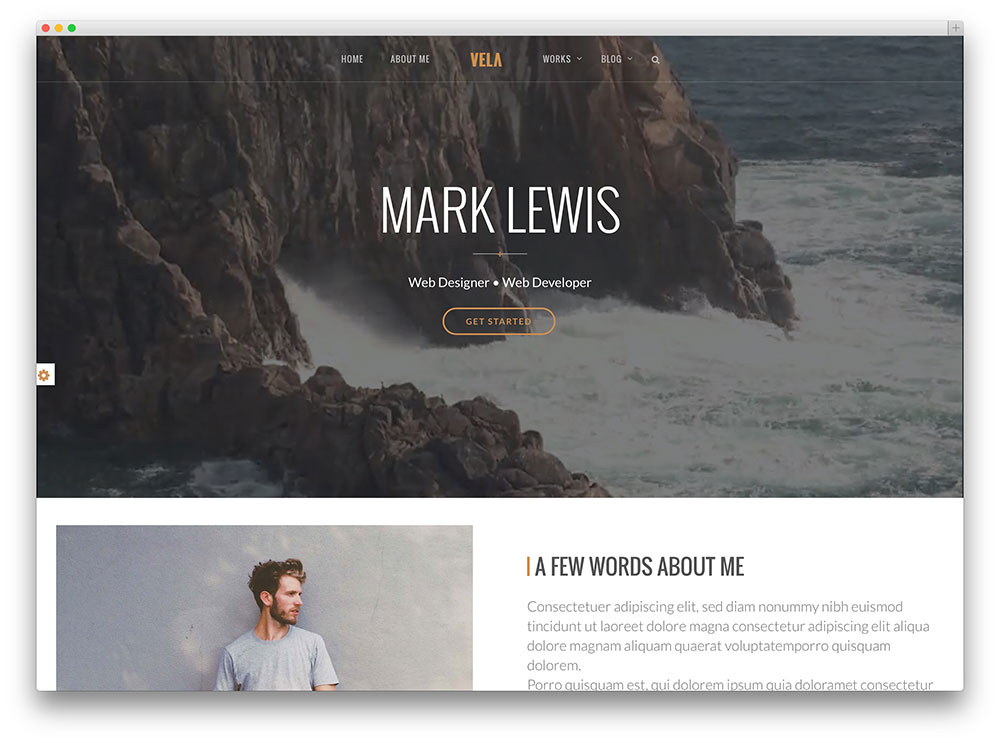 HOME ABOUT ME VELA WORKS BLOG
MARK LEWIS
Web Designer • Web Developer
GET STARTED
A FEW WORDS ABOUT ME
Consectetuer adipiscing elit, sed diam nonummy nibh euismod
tincidunt ut laoreet dolore magna consectetur adipiscing elit aliqua
dolore magnam aliquam quaerat voluptatemporro quisquam
dolorem.
Porro quisquam est, qui dolorem ipsum quia doloramet consectetur